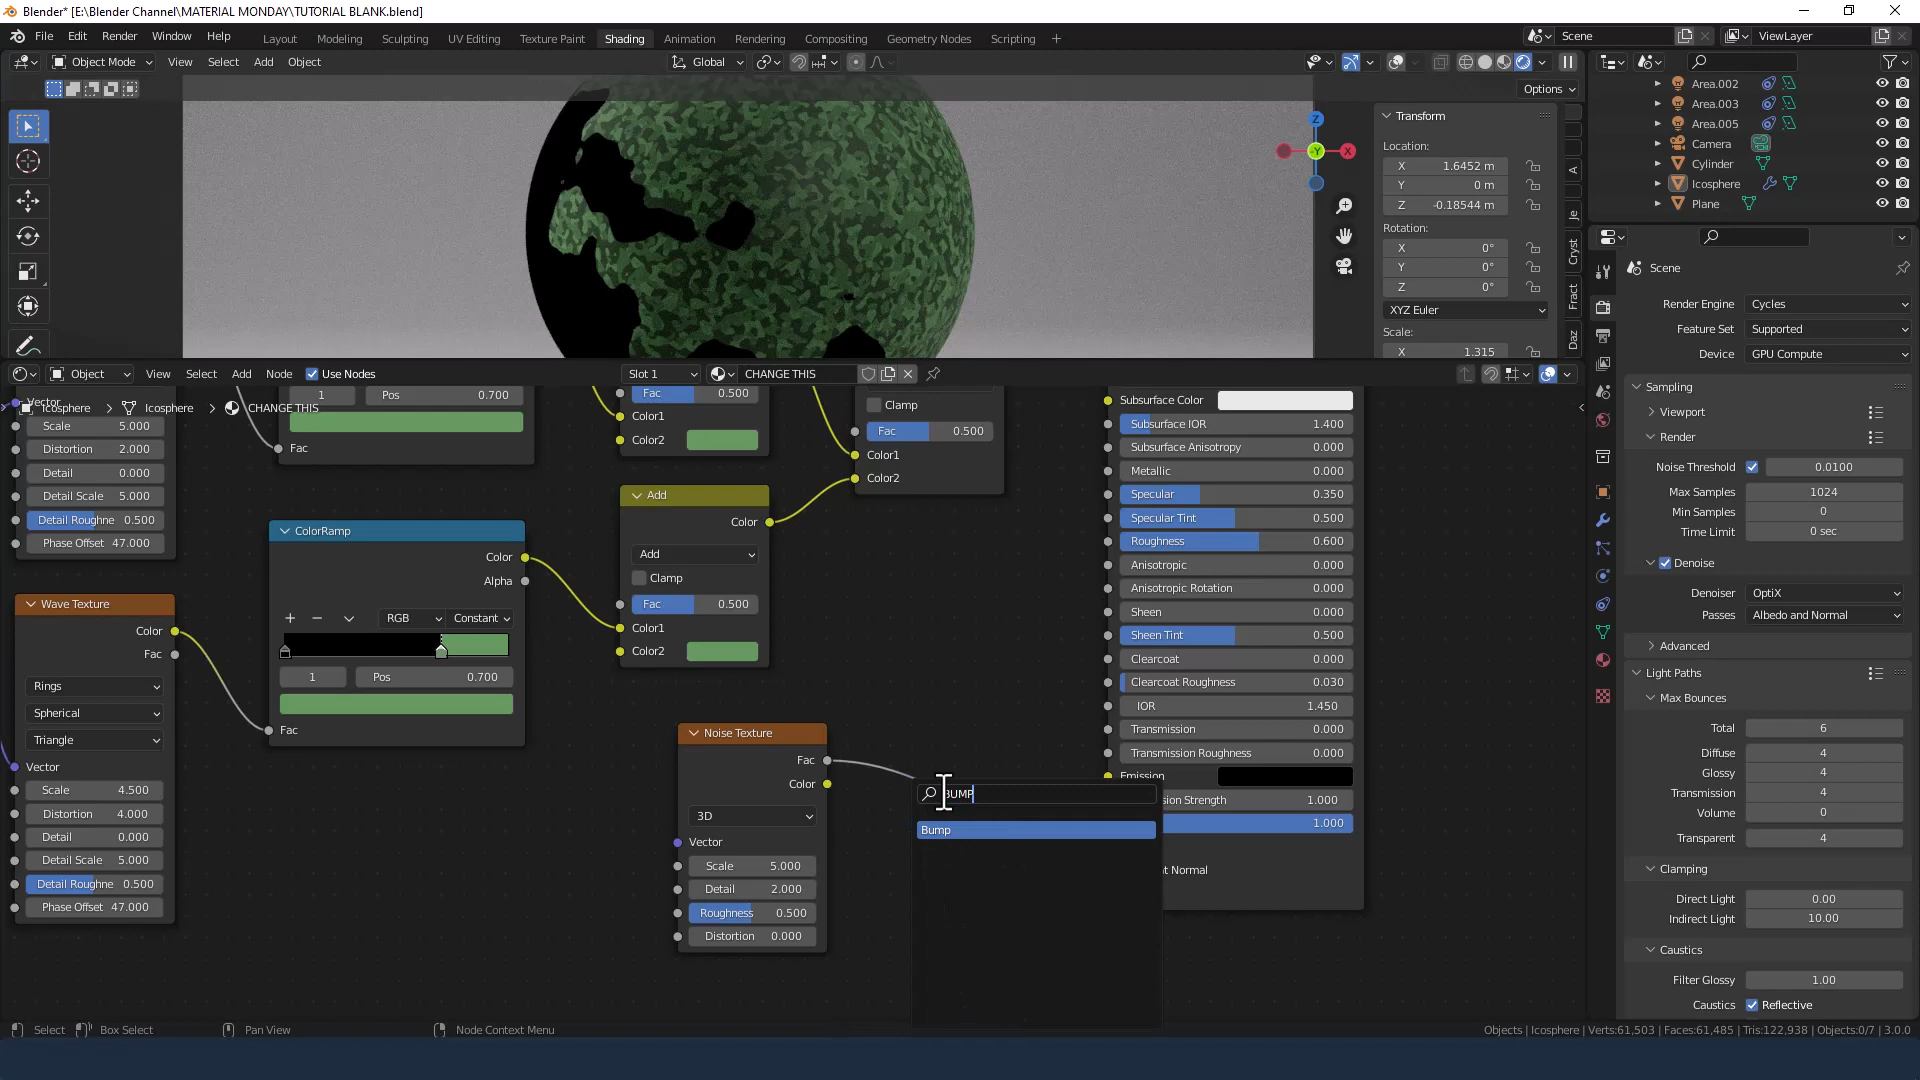 Blender* [E:\Blender Channel\MATERIAL MONDAY\TUTORIAL BLANK.blend]
File Edit Render Window Help Layout Modeling Sculpting UV Editing Texture Paint Shading Animation Rendering Compositing Geometry Nodes Scripting + Scene ViewLayer
Object Mode View Select Add Object Global
Options
Area.002
Area.003
Area.005
Camera
Cylinder
Icosphere
Plane
Z
-Y
X
Transform
Location:
X 1.6452 m
Y 0 m
Z -0.18544 m
Rotation:
X 0°
Y 0°
Z 0°
XYZ Euler
Scale:
X 1.315
A
Je
Cryst
Fract
Daz
Object View Select Add Node Use Nodes Slot 1 CHANGE THIS
Icosphere > Icosphere > CHANGE THIS
Vector
Scale 5.000
Distortion 2.000
Detail 0.000
Detail Scale 5.000
Detail Roughne 0.500
Phase Offset 47.000
1 Pos 0.700
Fac
Fac 0.500
Color1
Color2
Clamp
Fac 0.500
Color1
Color2
Add
Color
Add
Clamp
Fac 0.500
Color1
Color2
ColorRamp
Color
Alpha
+ − RGB Constant
1 Pos 0.700
Fac
Wave Texture
Color
Fac
Rings
Spherical
Triangle
Vector
Scale 4.500
Distortion 4.000
Detail 0.000
Detail Scale 5.000
Detail Roughne 0.500
Phase Offset 47.000
Noise Texture
Fac
Color
3D
Vector
Scale 5.000
Detail 2.000
Roughness 0.500
Distortion 0.000
BUMP
Bump
Subsurface Color
Subsurface IOR 1.400
Subsurface Anisotropy 0.000
Metallic 0.000
Specular 0.350
Specular Tint 0.500
Roughness 0.600
Anisotropic 0.000
Anisotropic Rotation 0.000
Sheen 0.000
Sheen Tint 0.500
Clearcoat 0.000
Clearcoat Roughness 0.030
IOR 1.450
Transmission 0.000
Transmission Roughness 0.000
Emission
sion Strength 1.000
1.000
t Normal
Scene
Render Engine Cycles
Feature Set Supported
Device GPU Compute
Sampling
Viewport
Render
Noise Threshold 0.0100
Max Samples 1024
Min Samples 0
Time Limit 0 sec
Denoise
Denoiser OptiX
Passes Albedo and Normal
Advanced
Light Paths
Max Bounces
Total 6
Diffuse 4
Glossy 4
Transmission 4
Volume 0
Transparent 4
Clamping
Direct Light 0.00
Indirect Light 10.00
Caustics
Filter Glossy 1.00
Caustics Reflective
Select Box Select Pan View Node Context Menu Objects | Icosphere | Verts:61,503 | Faces:61,485 | Tris:122,938 | Objects:0/7 | 3.0.0